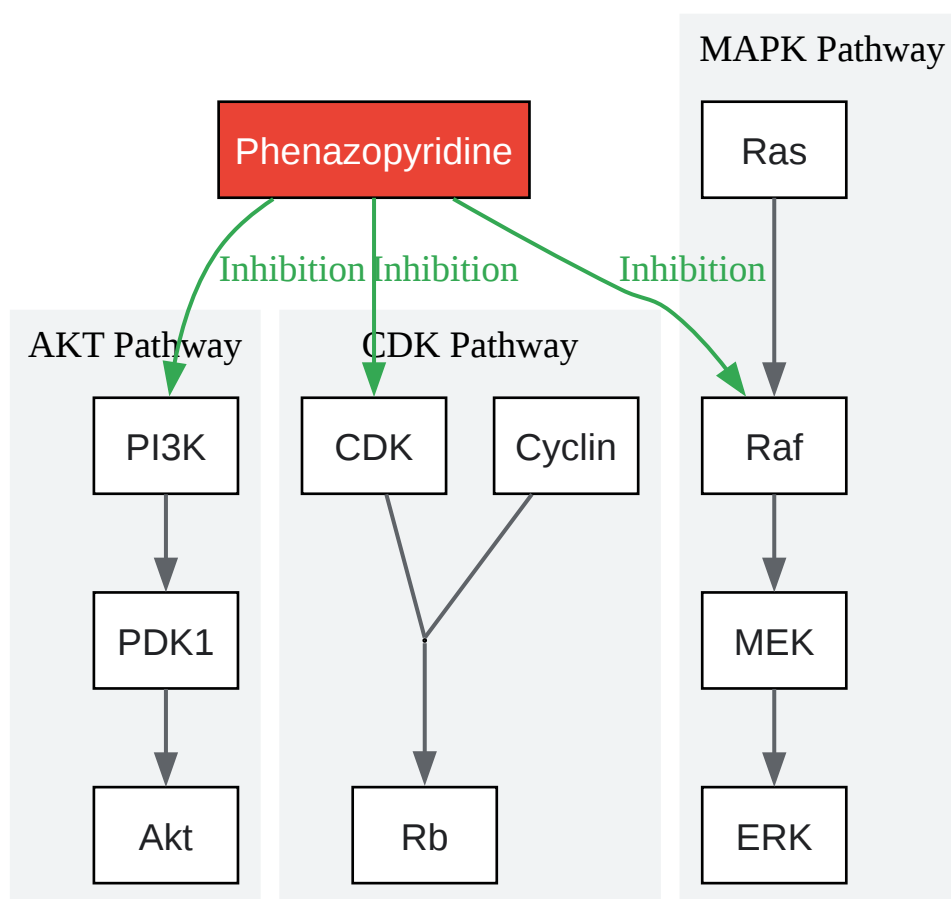 MAPK Pathway
Phenazopyridine
Ras
Inhibition
Inhibition
Inhibition
AKT Pathway
CDK Pathway
PI3K
CDK
Cyclin
Raf
PDK1
MEK
Akt
Rb
ERK